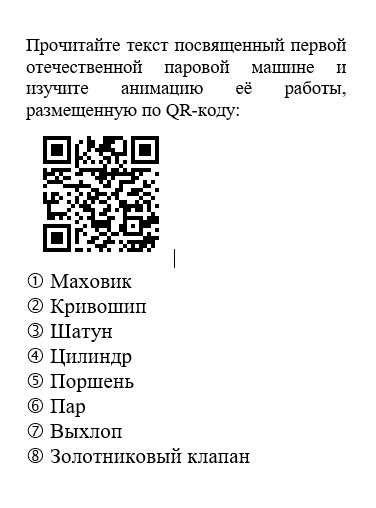 Прочитайте текст посвященный первой
отечественной паровой машине и
изучите анимацию её работы,
размещенную по QR-коду:
① Маховик
② Кривошип
③ Шатун
④ Цилиндр
⑤ Поршень
⑥ Пар
⑦ Выхлоп
⑧ Золотниковый клапан